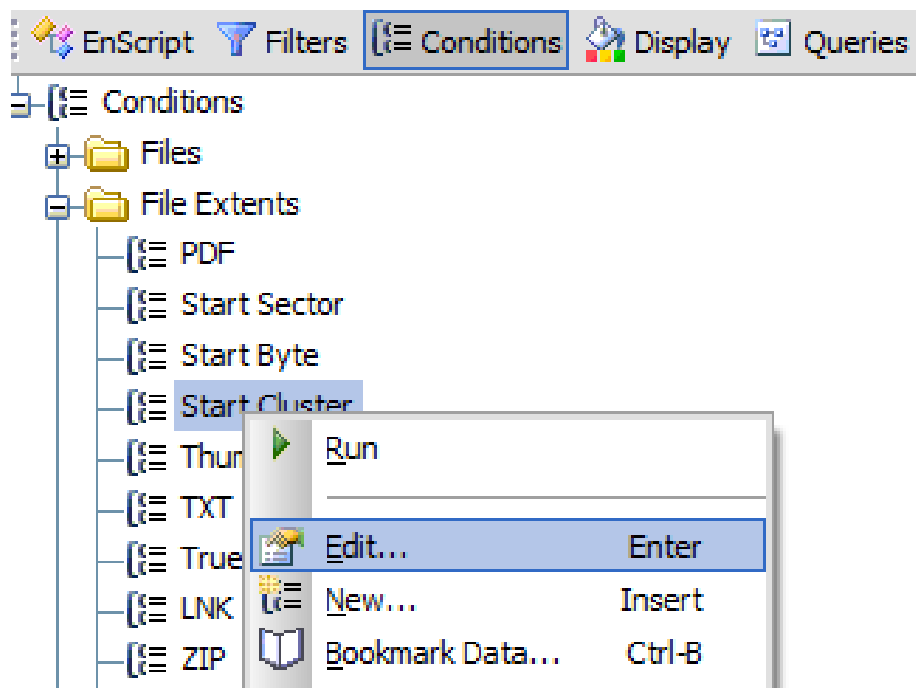 EnScript Filters Conditions Display Queries
Conditions
Files
File Extents
PDF
Start Sector
Start Byte
Start Cluster
Run
TXT
True
Edit... Enter
LNK
New... Insert
ZIP
Bookmark Data... Ctrl-B